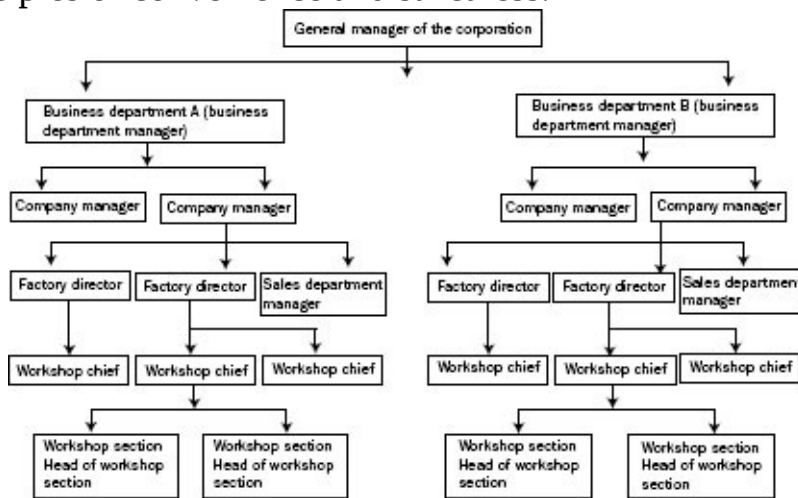 General manager of the corporation
Business department A (business
department manager)
Business department B (business
department manager)
Company manager
Company manager
Company manager
Company manager
Factory director
Factory director
Sales department
manager
Factory director
Factory director
Sales department
manager
Workshop chief
Workshop chief
Workshop chief
Workshop chief
Workshop chief
Workshop chief
Workshop section
Head of workshop
section
Workshop section
Head of workshop
section
Workshop section
Head of workshop
section
Workshop section
Head of workshop
section